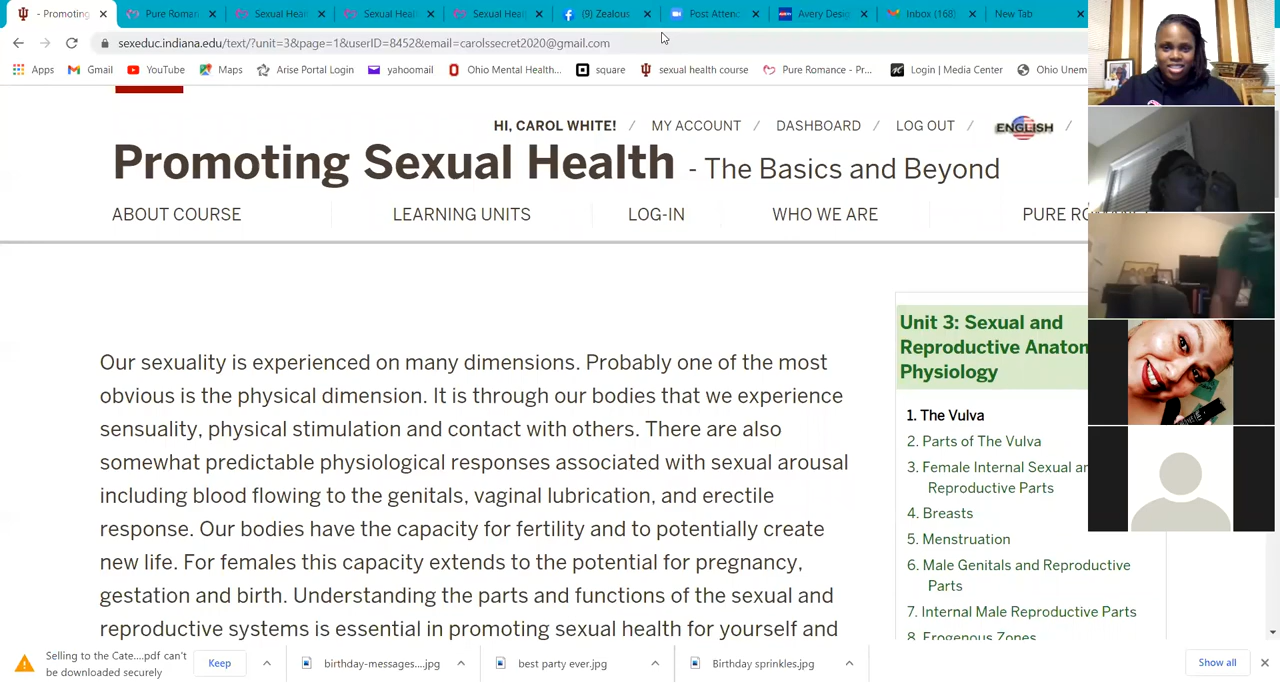 - Promoting
Pure Roman
Sexual Heal
Sexual Heal
Sexual Heal
(9) Zealous
Post Attenc
Avery Desig
Inbox (168)
New Tab
sexeduc.indiana.edu/text/?unit=3&page=1&userID=8452&email=carolssecret2020@gmail.com
Apps
Gmail
YouTube
Maps
Arise Portal Login
yahoomail
Ohio Mental Health...
square
sexual health course
Pure Romance - Pr...
Login | Media Center
Ohio Unem
HI, CAROL WHITE! / MY ACCOUNT / DASHBOARD / LOG OUT / ENGLISH /
Promoting Sexual Health - The Basics and Beyond
ABOUT COURSE
LEARNING UNITS
LOG-IN
WHO WE ARE
PURE RO
Our sexuality is experienced on many dimensions. Probably one of the most
obvious is the physical dimension. It is through our bodies that we experience
sensuality, physical stimulation and contact with others. There are also
somewhat predictable physiological responses associated with sexual arousal
including blood flowing to the genitals, vaginal lubrication, and erectile
response. Our bodies have the capacity for fertility and to potentially create
new life. For females this capacity extends to the potential for pregnancy,
gestation and birth. Understanding the parts and functions of the sexual and
reproductive systems is essential in promoting sexual health for yourself and
Unit 3: Sexual and
Reproductive Anaton
Physiology
1. The Vulva
2. Parts of The Vulva
3. Female Internal Sexual ar
Reproductive Parts
4. Breasts
5. Menstruation
6. Male Genitals and Reproductive
Parts
7. Internal Male Reproductive Parts
8. Erogenous Zones
Selling to the Cate....pdf can't
be downloaded securely
Keep
birthday-messages....jpg
best party ever.jpg
Birthday sprinkles.jpg
Show all